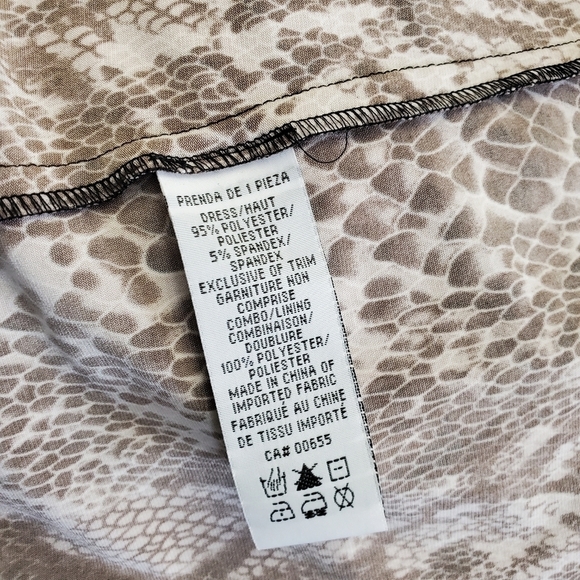 PRENDA DE 1 PIEZA
DRESS/HAUT
95% POLYESTER/
POLIESTER
5% SPANDEX/
SPANDEX
EXCLUSIVE OF TRIM
GARNITURE NON
COMPRISE
COMBO/LINING
COMBINAISON/
DOUBLURE
100% POLYESTER/
POLIESTER
MADE IN CHINA OF
IMPORTED FABRIC
FABRIQUÉ AU CHINE
DE TISSU IMPORTÉ
CA# 00655